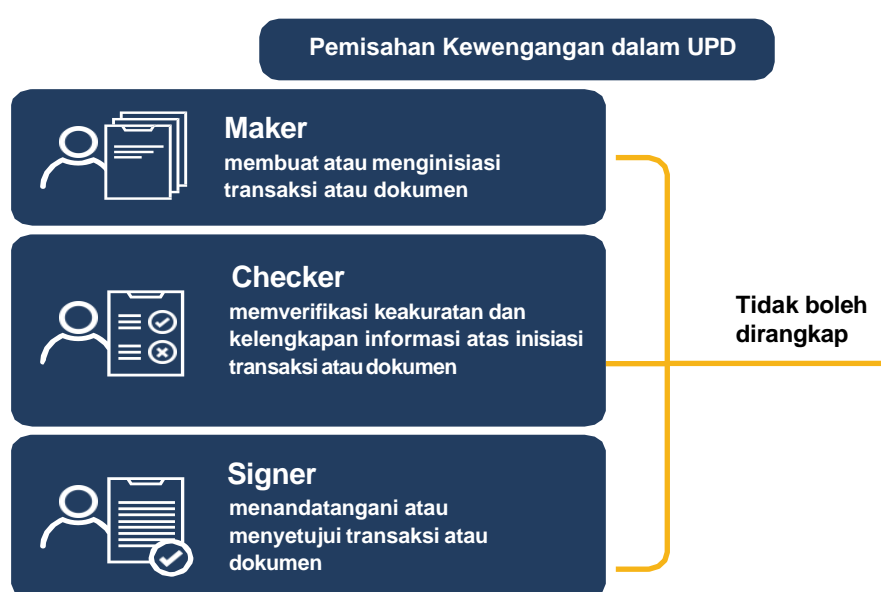 Pemisahan Kewengangan dalam UPD
Maker
membuat atau menginisiasi
transaksi atau dokumen
Checker
memverifikasi keakuratan dan
kelengkapan informasi atas inisiasi
transaksi atau dokumen
Tidak boleh
dirangkap
Signer
menandatangani atau
menyetujui transaksi atau
dokumen